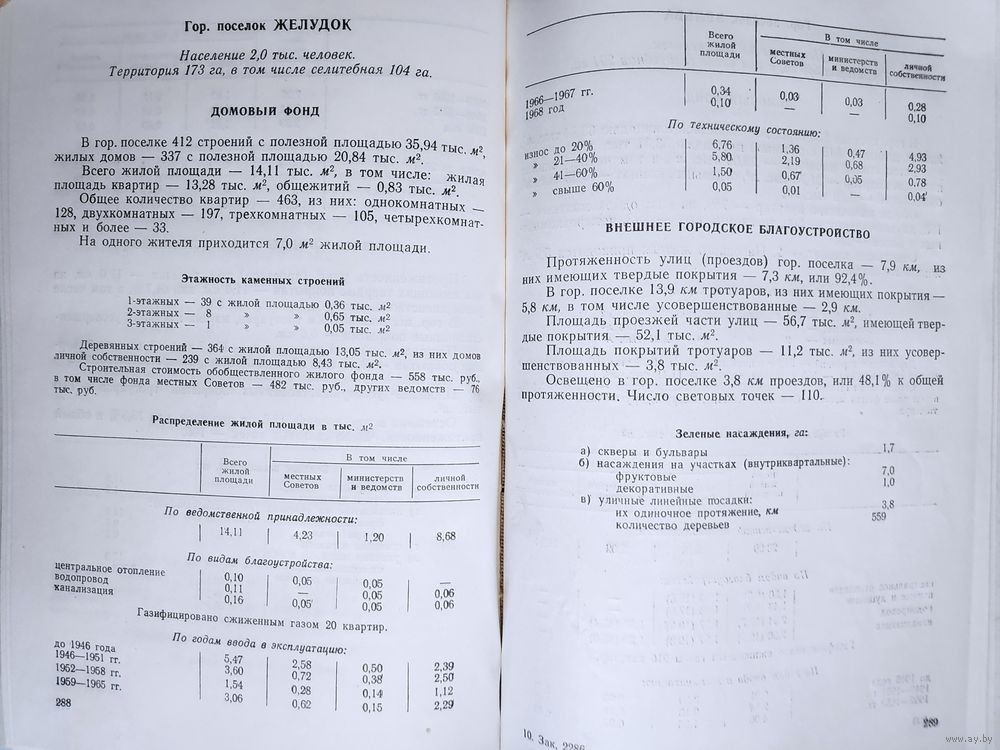 Гор. поселок ЖЕЛУДОК
Население 2,0 тыс. человек.
Территория 173 га, в том числе селитебная 104 га.
ДОМОВЫЙ ФОНД
В гор. поселке 412 строений с полезной площадью 35,94 тыс. м²,
жилых домов — 337 с полезной площадью 20,84 тыс. м².
Всего жилой площади — 14,11 тыс. м², в том числе: жилая
площадь квартир — 13,28 тыс. м², общежитий — 0,83 тыс. м².
Общее количество квартир — 463, из них: однокомнатных —
128, двухкомнатных — 197, трехкомнатных — 105, четырехкомнат-
ных и более — 33.
На одного жителя приходится 7,0 м² жилой площади.
Этажность каменных строений
1-этажных — 39 с жилой площадью 0,36 тыс. м2
2-этажных — 8 » » 0,65 тыс. м2
3-этажных — 1 » » 0,05 тыс. м2
Деревянных строений — 364 с жилой площадью 13,05 тыс. м², из них домов
личной собственности — 239 с жилой площадью 8,43 тыс. м².
Строительная стоимость обобществленного жилого фонда — 558 тыс. руб.,
в том числе фонда местных Советов — 482 тыс. руб., других ведомств — 76
тыс. руб.
Распределение жилой площади в тыс. м2
Всего жилой площади
В том числе
местных Советов
министерств и ведомств
личной собственности
По ведомственной принадлежности:
14,11 4,23 1,20 8,68
По видам благоустройства:
центральное отопление 0,10 0,05 0,05 —
водопровод 0,11 — 0,05 0,06
канализация 0,16 0,05 0,05 0,06
Газифицировано сжиженным газом 20 квартир.
По годам ввода в эксплуатацию:
до 1946 года 5,47 2,58 0,50 2,39
1946—1951 гг. 3,60 0,72 0,38 2,50
1952—1958 гг. 1,54 0,28 0,14 1,12
1959—1965 гг. 3,06 0,62 0,15 2,29
288
Всего жилой площади
В том числе
местных Советов
министерств и ведомств
личной собственности
1966—1967 гг. 0,34 0,03 0,03 0,28
1968 год 0,10 — — 0,10
По техническому состоянию:
износ до 20% 6,76 1,36 0,47 4,93
» 21—40% 5,80 2,19 0,68 2,93
» 41—60% 1,50 0,67 0,05 0,78
» свыше 60% 0,05 0,01 — 0,04
ВНЕШНЕЕ ГОРОДСКОЕ БЛАГОУСТРОЙСТВО
Протяженность улиц (проездов) гор. поселка — 7,9 км, из
них имеющих твердые покрытия — 7,3 км, или 92,4%.
В гор. поселке 13,9 км тротуаров, из них имеющих покрытия —
5,8 км, в том числе усовершенствованные — 2,9 км.
Площадь проезжей части улиц — 56,7 тыс. м², имеющей твер-
дые покрытия — 52,1 тыс. м².
Площадь покрытий тротуаров — 11,2 тыс. м², из них усовер-
шенствованных — 3,8 тыс. м².
Освещено в гор. поселке 3,8 км проездов, или 48,1% к общей
протяженности. Число световых точек — 110.
Зеленые насаждения, га:
а) скверы и бульвары 1,7
б) насаждения на участках (внутриквартальные):
фруктовые 7,0
декоративные 1,0
в) уличные линейные посадки:
их одиночное протяжение, км 3,8
количество деревьев 559
289
10. Зак. 2286
www.ay.by